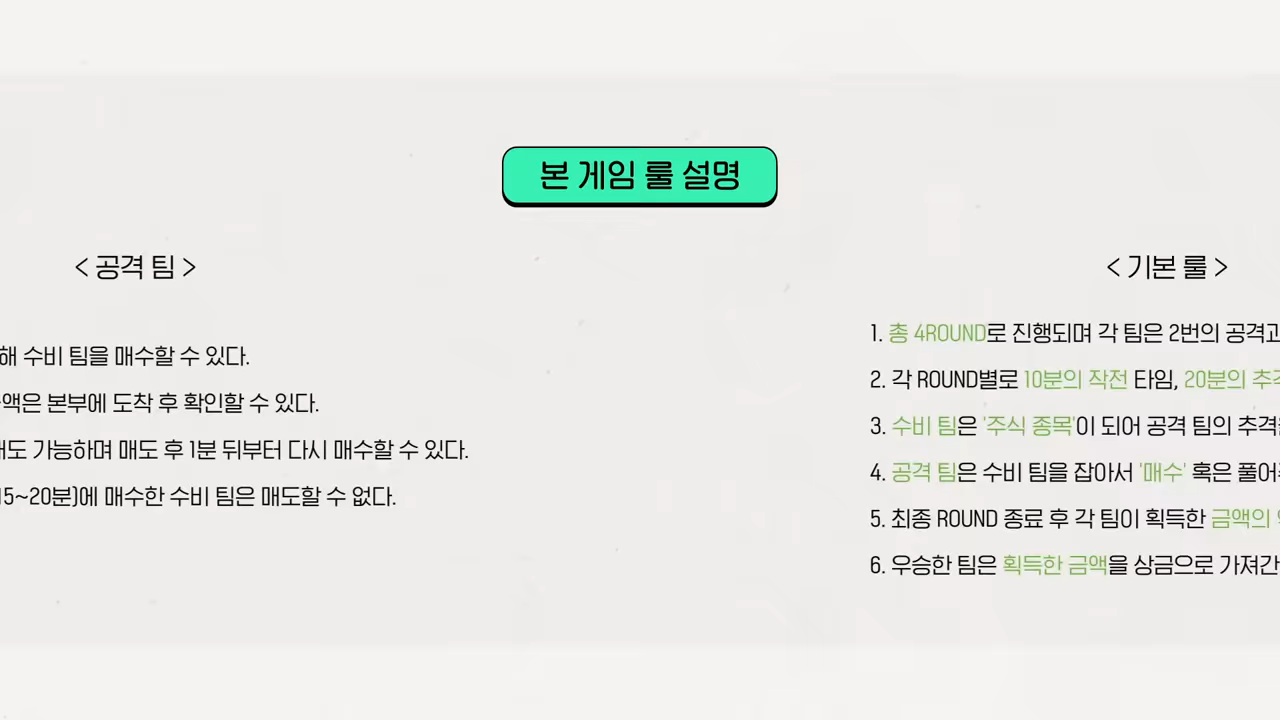 본 게임 룰 설명
< 공격 팀 >
해 수비 팀을 매수할 수 있다.
액은 본부에 도착 후 확인할 수 있다.
매도 가능하며 매도 후 1분 뒤부터 다시 매수할 수 있다.
15~20분)에 매수한 수비 팀은 매도할 수 없다.
< 기본 룰 >
1. 총 4ROUND로 진행되며 각 팀은 2번의 공격과
2. 각 ROUND별로 10분의 작전 타임, 20분의 추격
3. 수비 팀은 '주식 종목'이 되어 공격 팀의 추격을
4. 공격 팀은 수비 팀을 잡아서 '매수' 혹은 풀어주
5. 최종 ROUND 종료 후 각 팀이 획득한 금액의
6. 우승한 팀은 획득한 금액을 상금으로 가져간